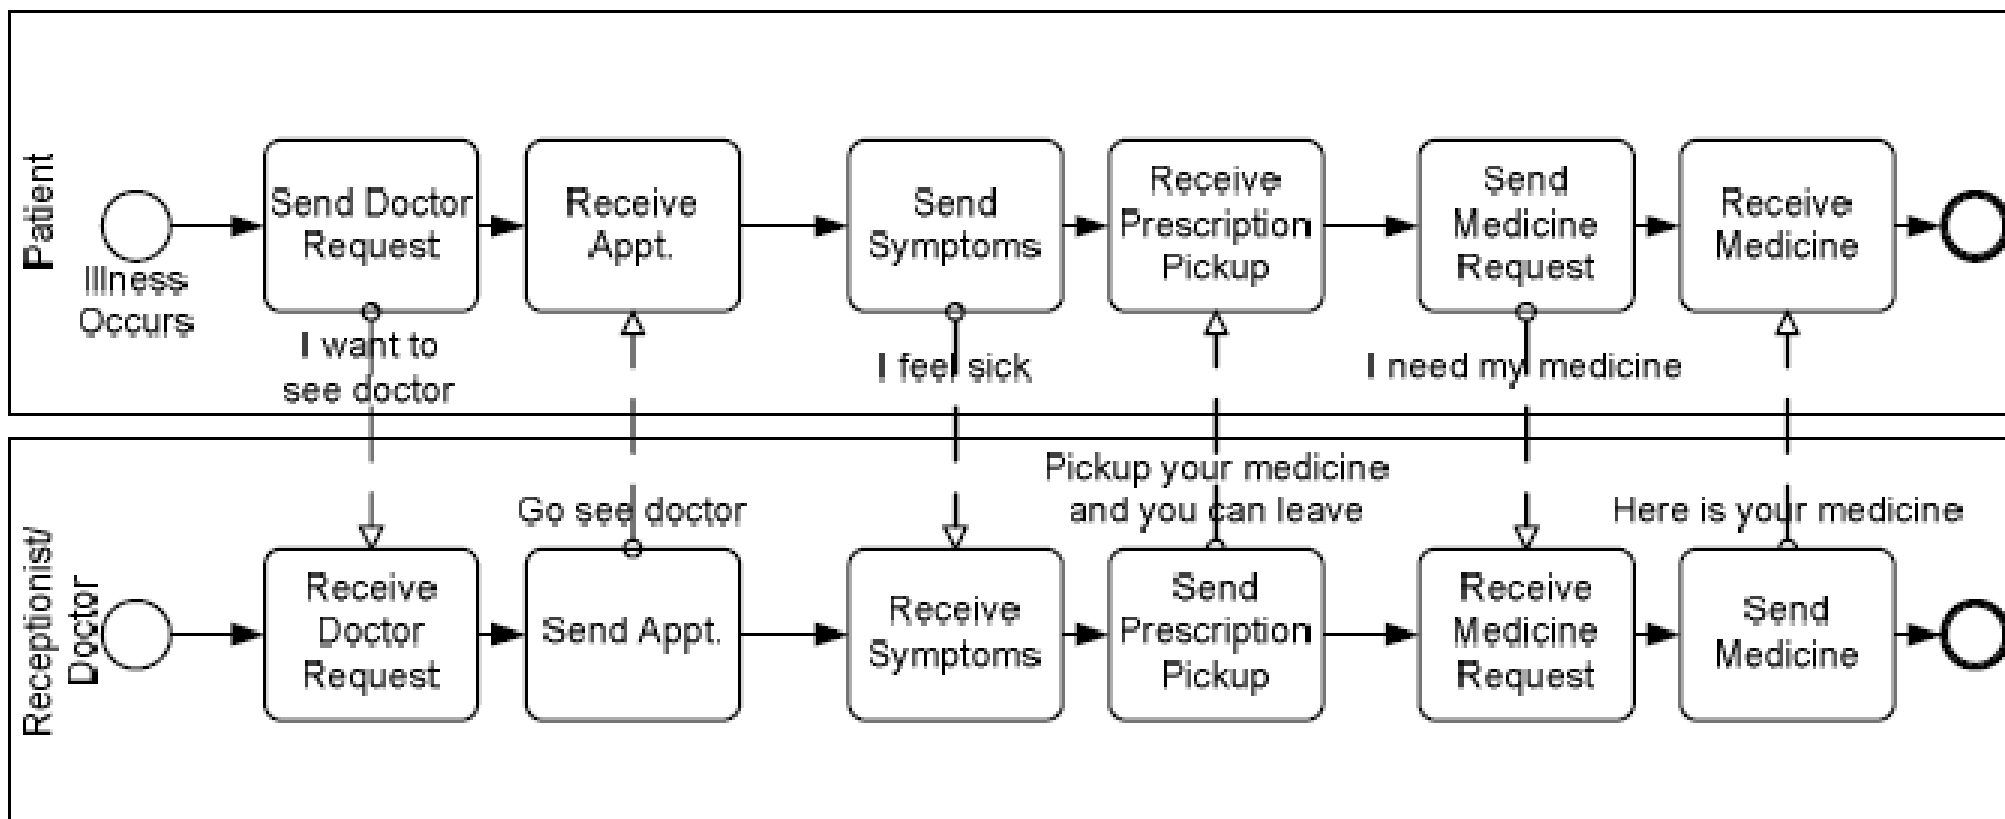 Patient
Illness
Occurs
Send Doctor
Request
Receive
Appt.
Send
Symptoms
Receive
Prescription
Pickup
Send
Medicine
Request
Receive
Medicine
I want to
see doctor
I feel sick
I need my medicine
Go see doctor
Pickup your medicine
and you can leave
Here is your medicine
Receptionist/
Doctor
Receive
Doctor
Request
Send Appt.
Receive
Symptoms
Send
Prescription
Pickup
Receive
Medicine
Request
Send
Medicine